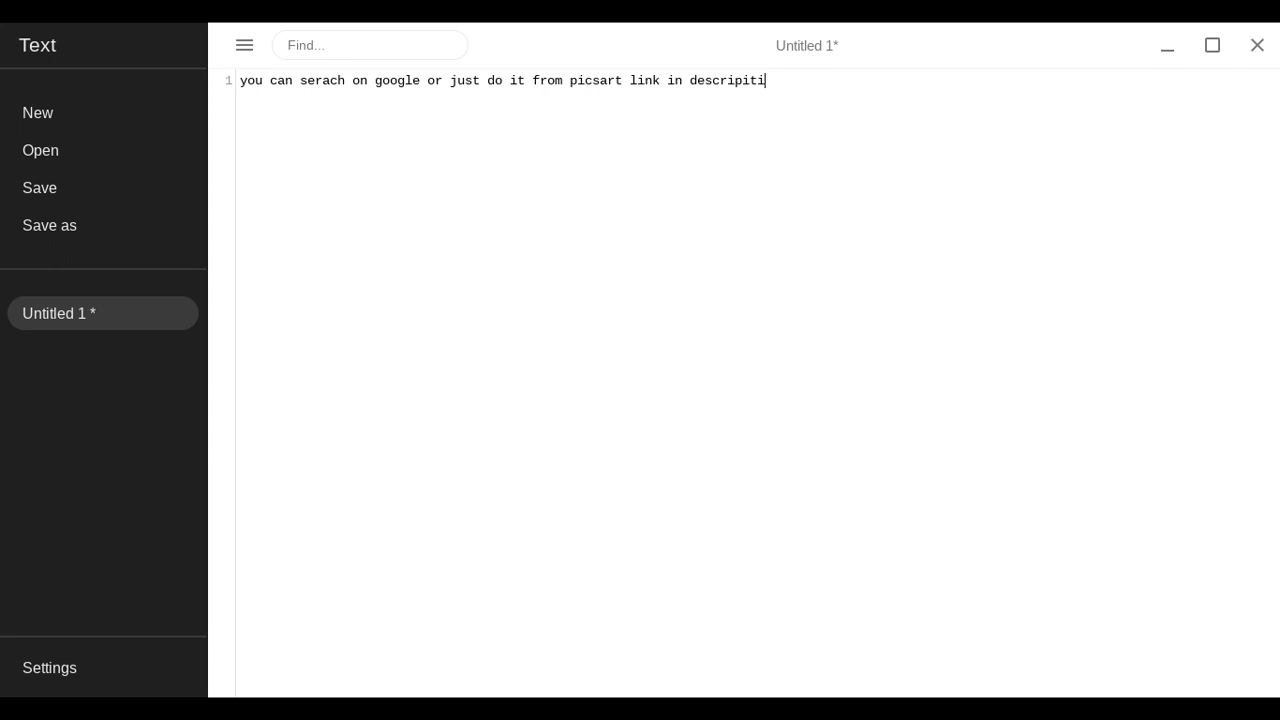 Text
Find...
Untitled 1*
New
Open
Save
Save as
Untitled 1 *
Settings
1
you can serach on google or just do it from picsart link in descripiti